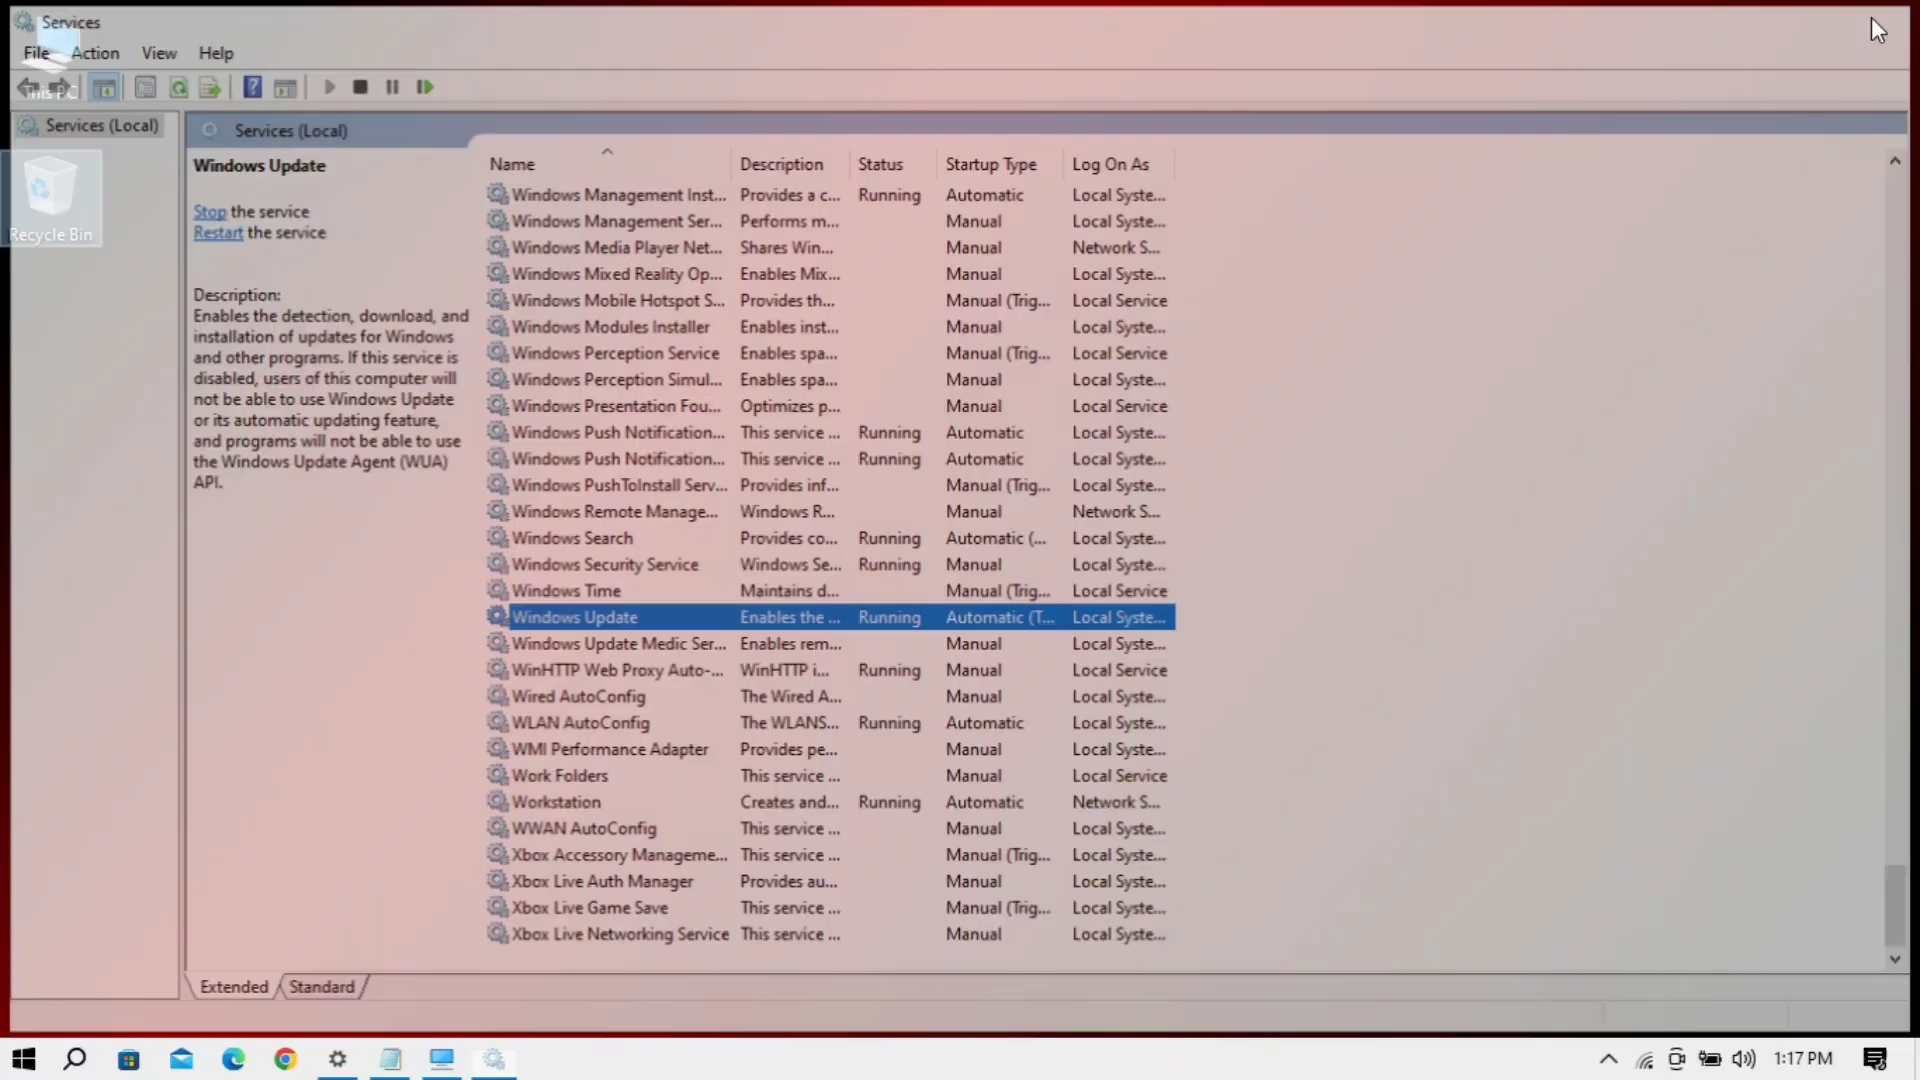 Services
File Action View Help
This PC
Services (Local)
Services (Local)
Recycle Bin
Windows Update
Stop the service
Restart the service
Description:
Enables the detection, download, and
installation of updates for Windows
and other programs. If this service is
disabled, users of this computer will
not be able to use Windows Update
or its automatic updating feature,
and programs will not be able to use
the Windows Update Agent (WUA)
API.
Name Description Status Startup Type Log On As
Windows Management Inst... Provides a c... Running Automatic Local Syste...
Windows Management Ser... Performs m... Manual Local Syste...
Windows Media Player Net... Shares Win... Manual Network S...
Windows Mixed Reality Op... Enables Mix... Manual Local Syste...
Windows Mobile Hotspot S... Provides th... Manual (Trig... Local Service
Windows Modules Installer Enables inst... Manual Local Syste...
Windows Perception Service Enables spa... Manual (Trig... Local Service
Windows Perception Simul... Enables spa... Manual Local Syste...
Windows Presentation Fou... Optimizes p... Manual Local Service
Windows Push Notification... This service ... Running Automatic Local Syste...
Windows Push Notification... This service ... Running Automatic Local Syste...
Windows PushToInstall Serv... Provides inf... Manual (Trig... Local Syste...
Windows Remote Manage... Windows R... Manual Network S...
Windows Search Provides co... Running Automatic (... Local Syste...
Windows Security Service Windows Se... Running Manual Local Syste...
Windows Time Maintains d... Manual (Trig... Local Service
Windows Update Enables the ... Running Automatic (T... Local Syste...
Windows Update Medic Ser... Enables rem... Manual Local Syste...
WinHTTP Web Proxy Auto-... WinHTTP i... Running Manual Local Service
Wired AutoConfig The Wired A... Manual Local Syste...
WLAN AutoConfig The WLANS... Running Automatic Local Syste...
WMI Performance Adapter Provides pe... Manual Local Syste...
Work Folders This service ... Manual Local Service
Workstation Creates and... Running Automatic Network S...
WWAN AutoConfig This service ... Manual Local Syste...
Xbox Accessory Manageme... This service ... Manual (Trig... Local Syste...
Xbox Live Auth Manager Provides au... Manual Local Syste...
Xbox Live Game Save This service ... Manual (Trig... Local Syste...
Xbox Live Networking Service This service ... Manual Local Syste...
Extended Standard
1:17 PM